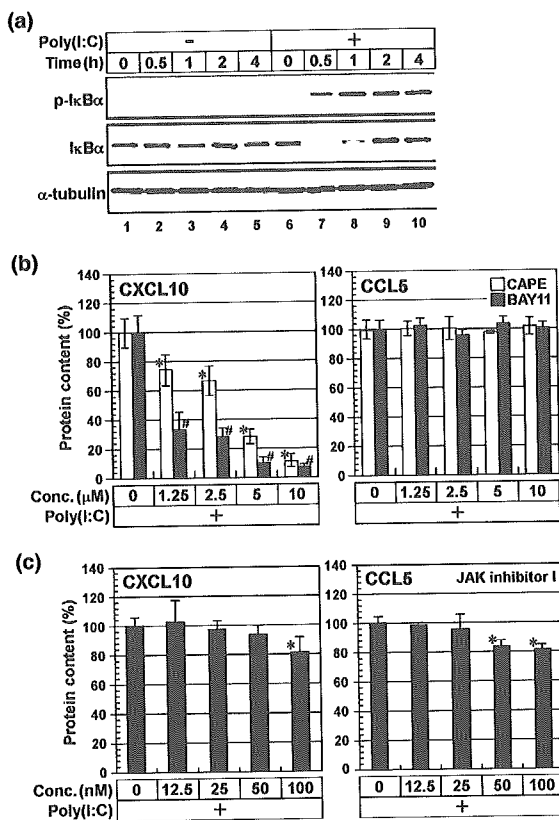 (a)
Poly(I:C) - +
Time(h) 0 0.5 1 2 4 0 0.5 1 2 4
p-IκBα
IκBα
α-tubulin
1 2 3 4 5 6 7 8 9 10
(b)
CXCL10
Protein content (%)
140
120
100
80
60
40
20
0
* * * *
# # # #
Conc.(μM) 0 1.25 2.5 5 10
Poly(I:C) +
CCL5
CAPE
BAY11
140
120
100
80
60
40
20
0
0 1.25 2.5 5 10
+
(c)
CXCL10
Protein content (%)
140
120
100
80
60
40
20
0
*
Conc.(nM) 0 12.5 25 50 100
Poly(I:C) +
CCL5 JAK inhibitor I
140
120
100
80
60
40
20
0
* *
0 12.5 25 50 100
+